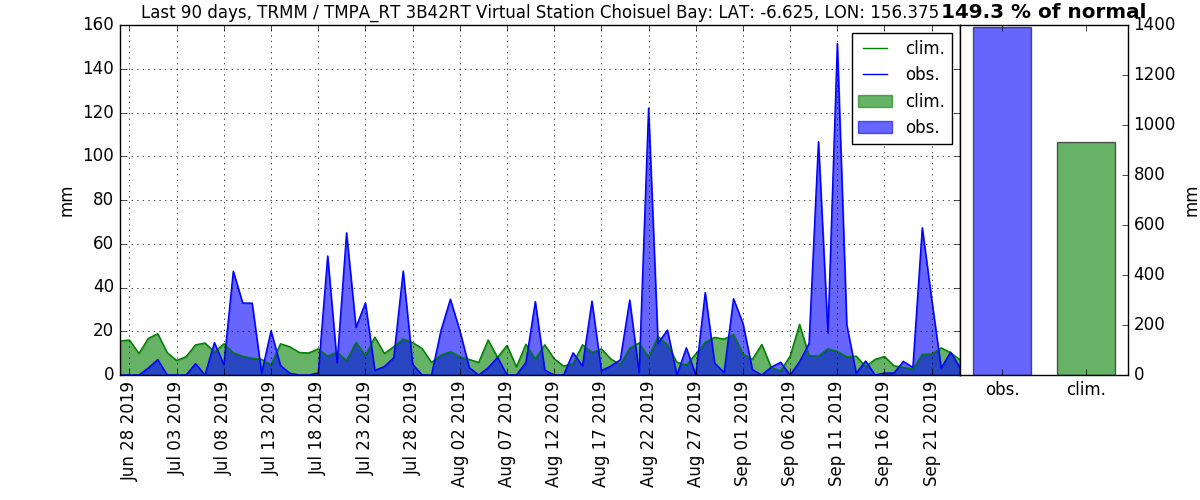 Last 90 days, TRMM / TMPA_RT 3B42RT Virtual Station Choisuel Bay: LAT: -6.625, LON: 156.375 149.3 % of normal
160
140
120
100
80
60
40
20
0
mm
clim.
obs.
clim.
obs.
1400
1200
1000
800
600
400
200
0
mm
Jun 28 2019
Jul 03 2019
Jul 08 2019
Jul 13 2019
Jul 18 2019
Jul 23 2019
Jul 28 2019
Aug 02 2019
Aug 07 2019
Aug 12 2019
Aug 17 2019
Aug 22 2019
Aug 27 2019
Sep 01 2019
Sep 06 2019
Sep 11 2019
Sep 16 2019
Sep 21 2019
obs.
clim.